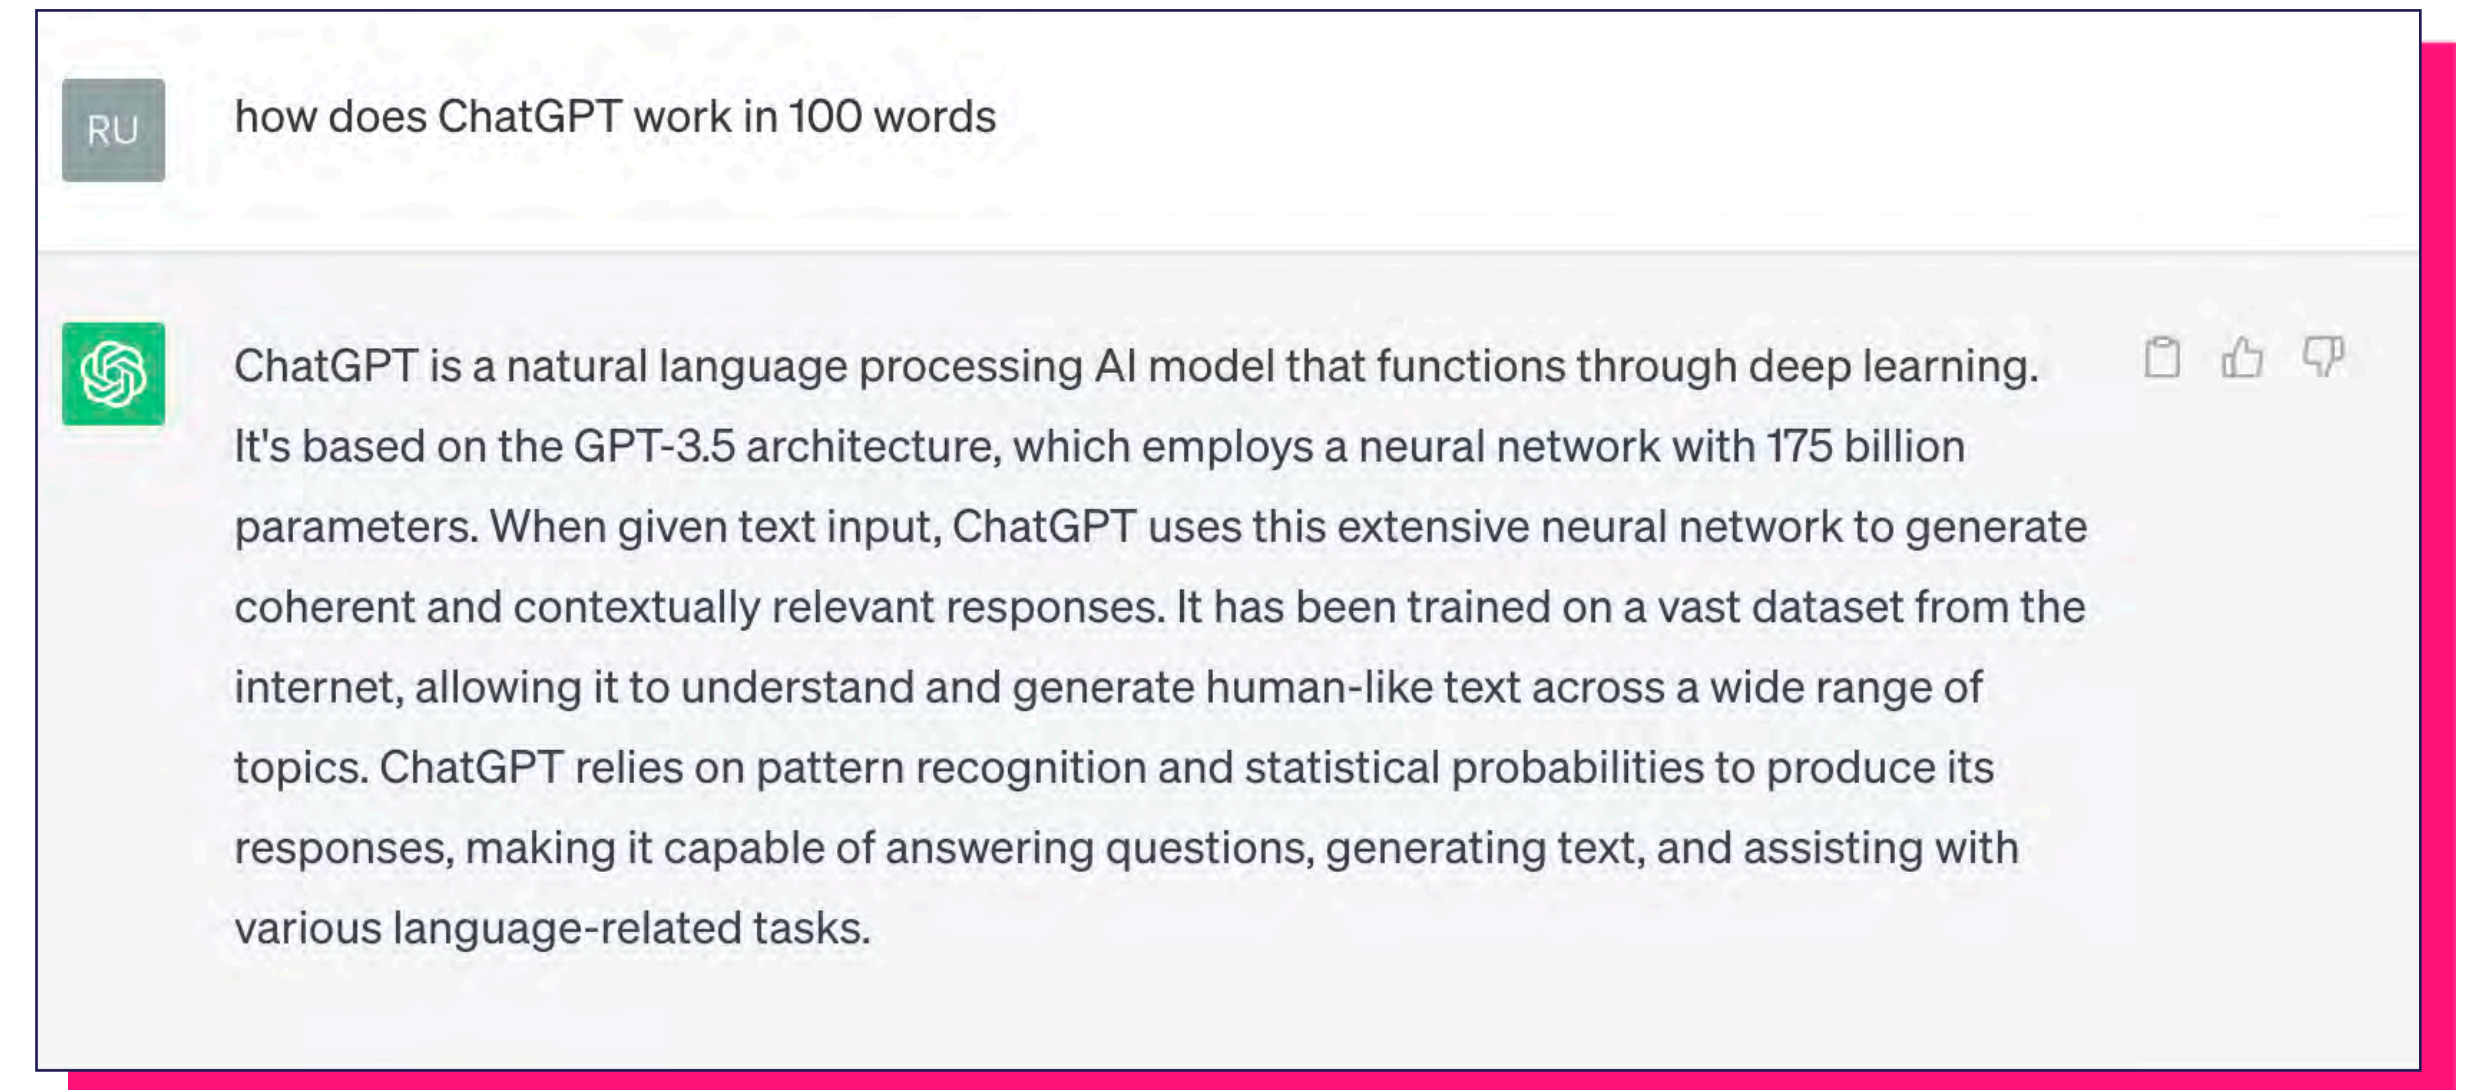 RU
how does ChatGPT work in 100 words
ChatGPT is a natural language processing AI model that functions through deep learning.
It's based on the GPT-3.5 architecture, which employs a neural network with 175 billion
parameters. When given text input, ChatGPT uses this extensive neural network to generate
coherent and contextually relevant responses. It has been trained on a vast dataset from the
internet, allowing it to understand and generate human-like text across a wide range of
topics. ChatGPT relies on pattern recognition and statistical probabilities to produce its
responses, making it capable of answering questions, generating text, and assisting with
various language-related tasks.